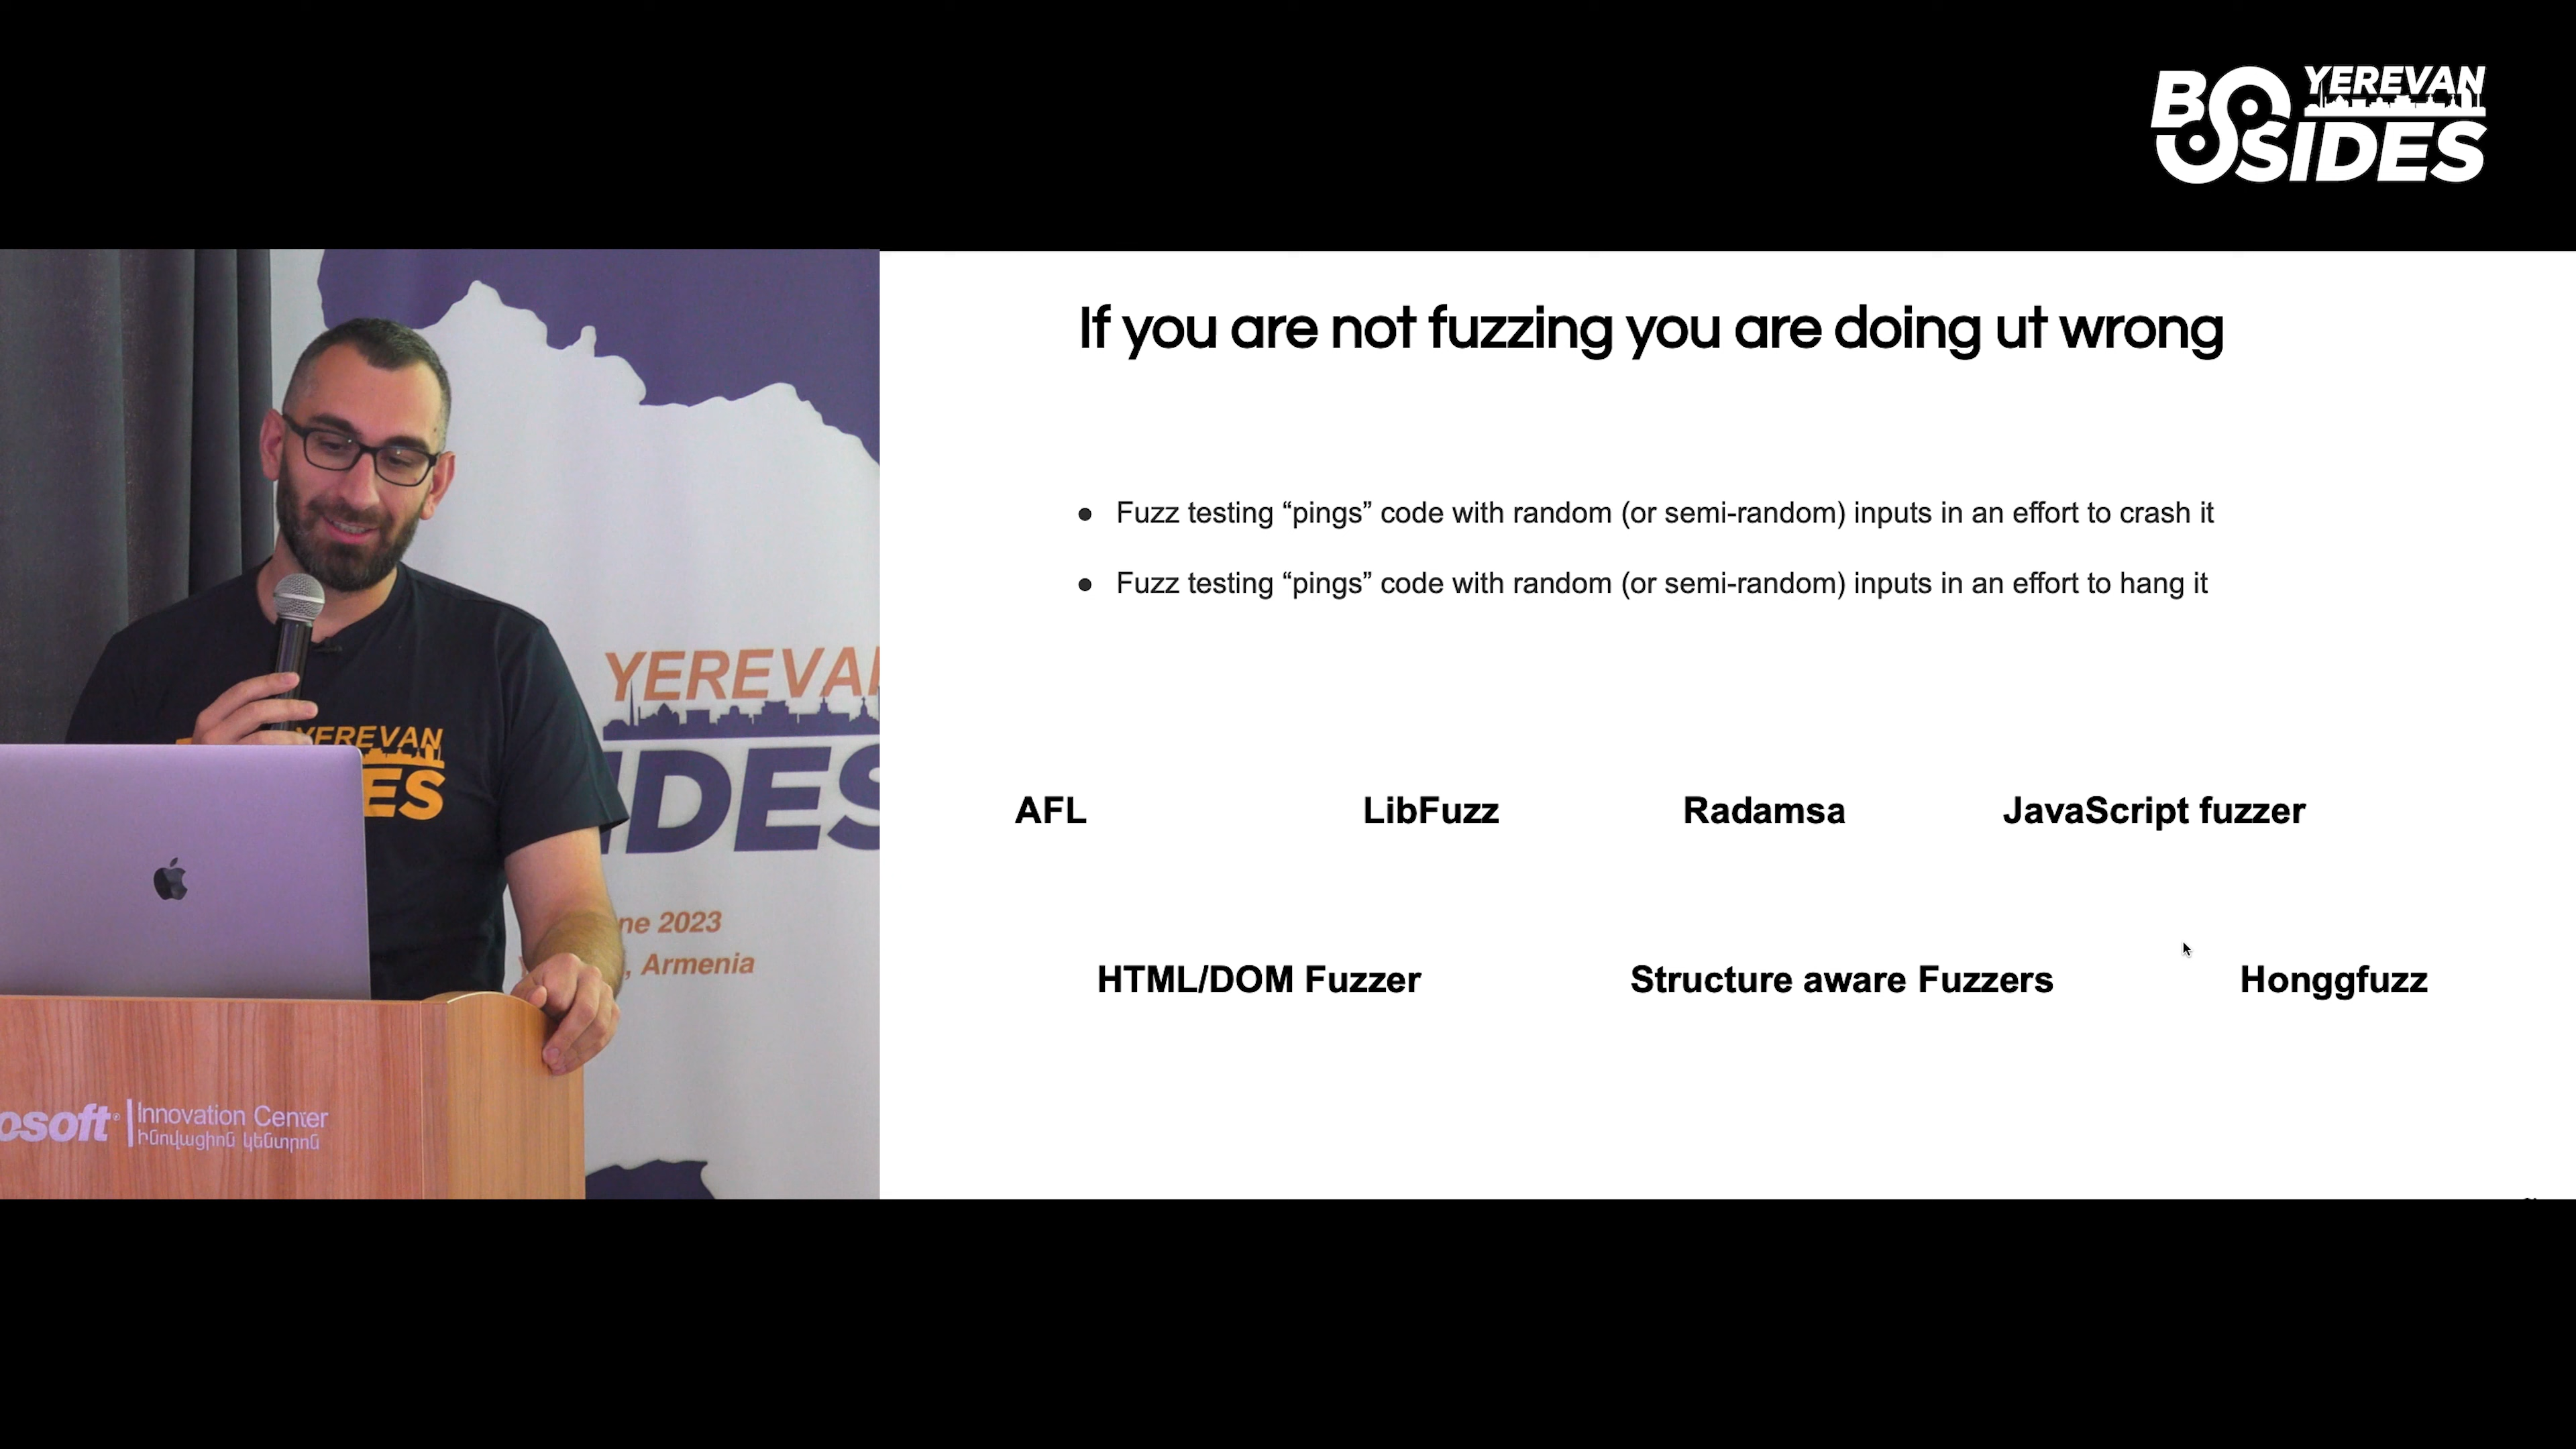 YEREVAN
BSIDES
If you are not fuzzing you are doing ut wrong
● Fuzz testing “pings” code with random (or semi-random) inputs in an effort to crash it
● Fuzz testing “pings” code with random (or semi-random) inputs in an effort to hang it
AFL LibFuzz Radamsa JavaScript fuzzer
HTML/DOM Fuzzer Structure aware Fuzzers Honggfuzz
YEREVAN
ES
YEREVA
IDES
ne 2023
, Armenia
osoft
Innovation Center
Ինովացիոն կենտրոն